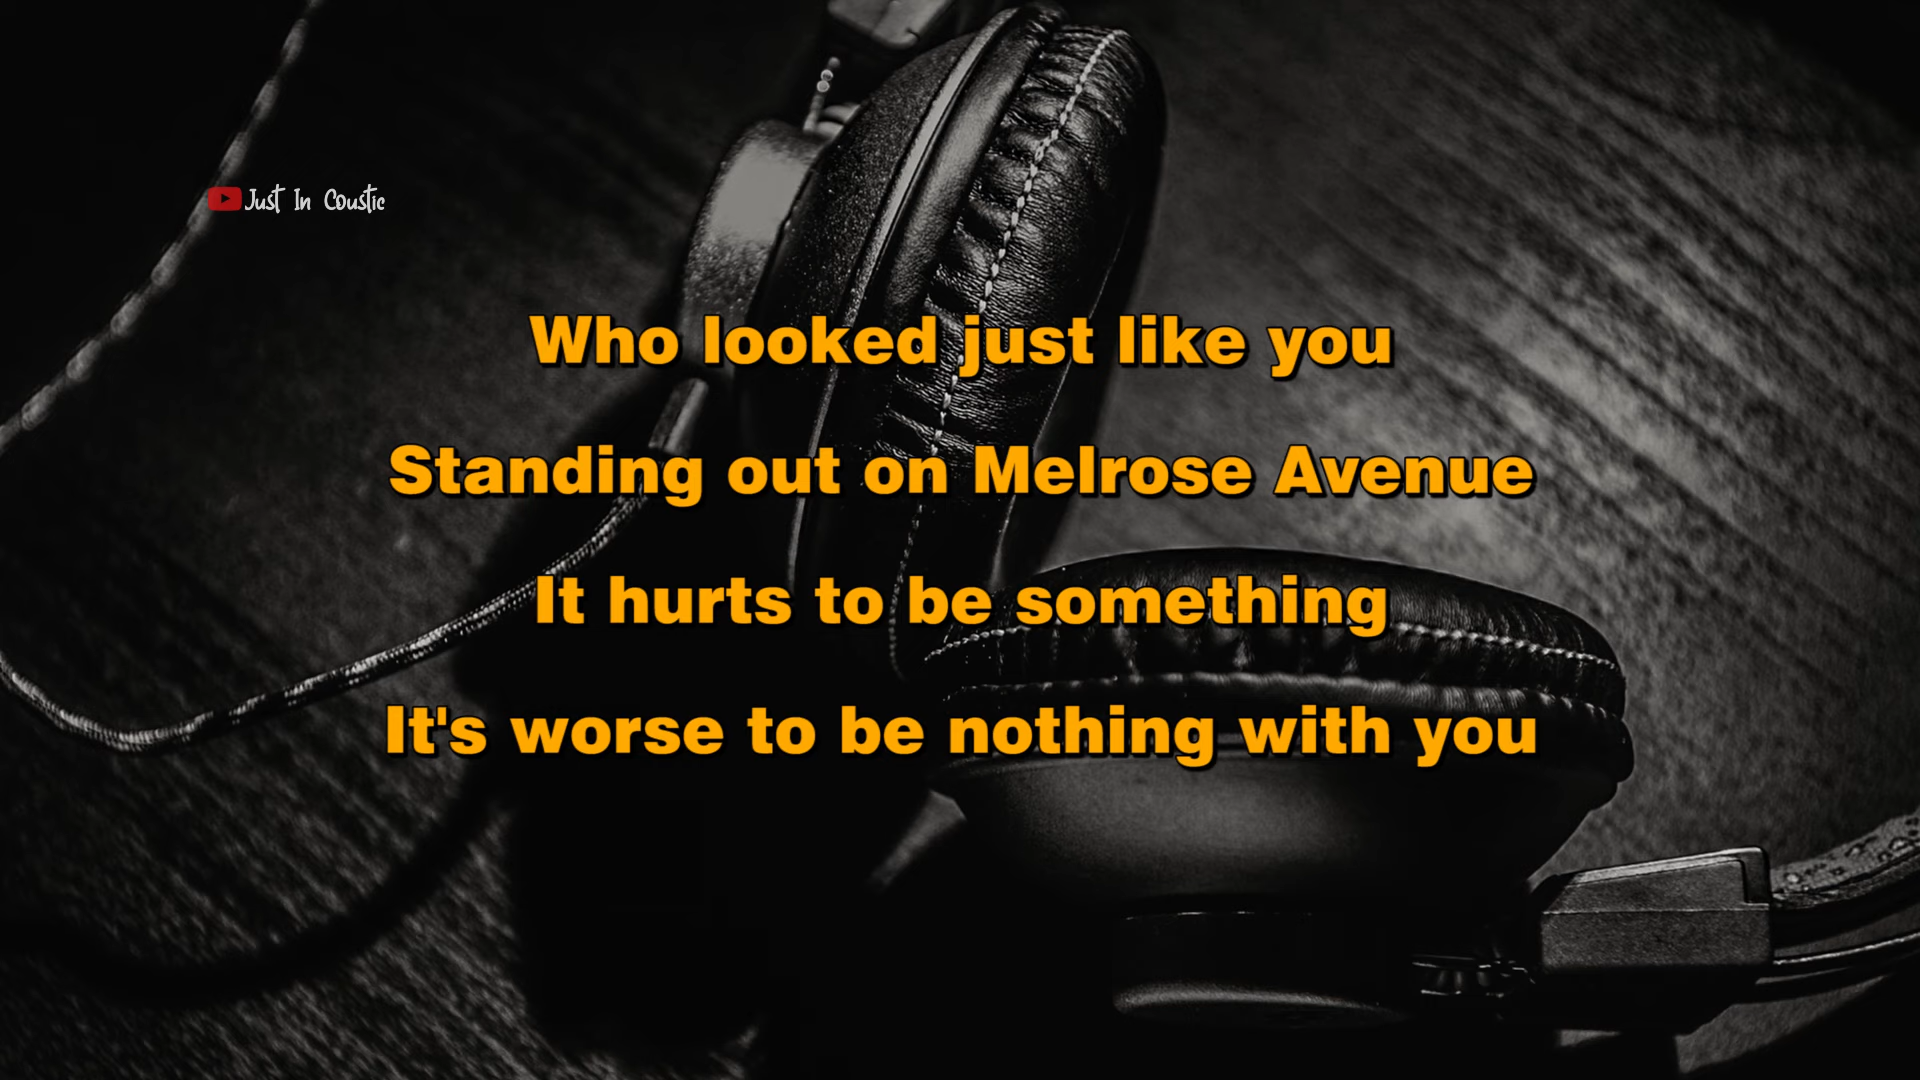 Just In Coustic
Who looked just like you
Standing out on Melrose Avenue
It hurts to be something
It's worse to be nothing with you